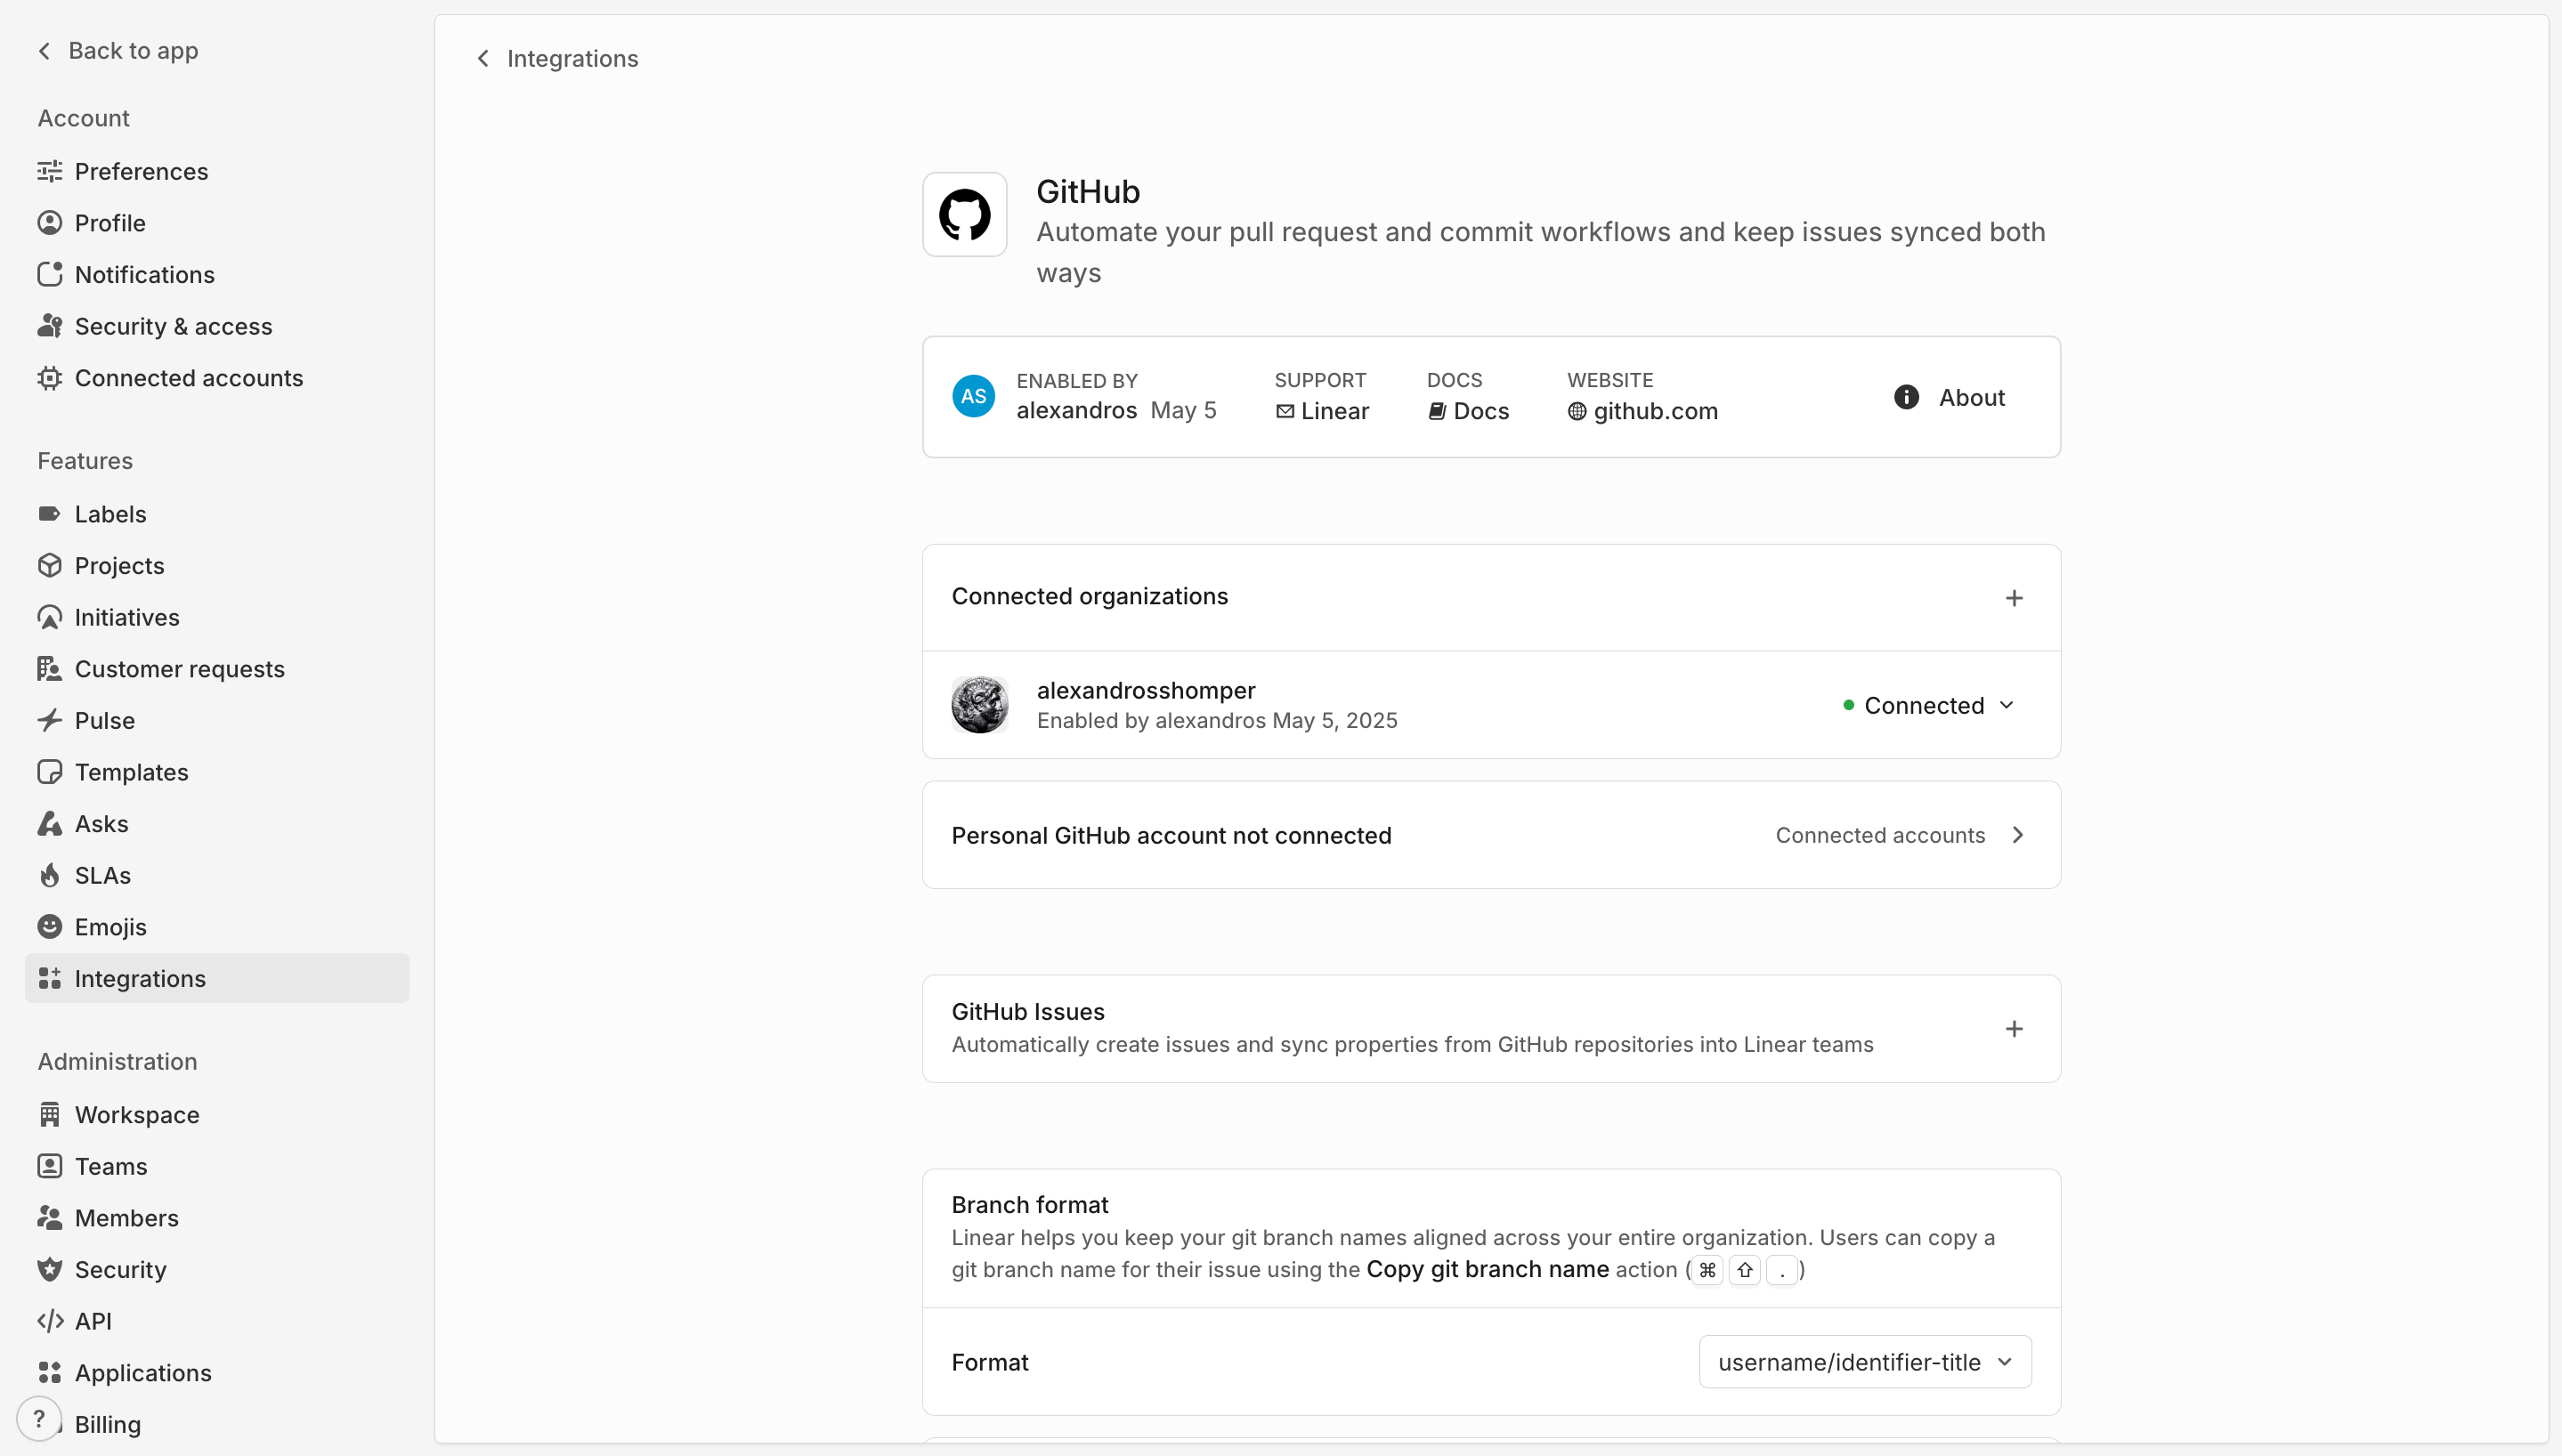 Back to app
Account
Preferences
Profile
Notifications
Security & access
Connected accounts
Features
Labels
Projects
Initiatives
Customer requests
Pulse
Templates
Asks
SLAs
Emojis
Integrations
Administration
Workspace
Teams
Members
Security
API
Applications
?
Billing
Integrations
GitHub
Automate your pull request and commit workflows and keep issues synced both
ways
AS
ENABLED BY
alexandros May 5
SUPPORT
Linear
DOCS
Docs
WEBSITE
github.com
About
Connected organizations
alexandrosshomper
Enabled by alexandros May 5, 2025
Connected
Personal GitHub account not connected
Connected accounts
GitHub Issues
Automatically create issues and sync properties from GitHub repositories into Linear teams
Branch format
Linear helps you keep your git branch names aligned across your entire organization. Users can copy a
git branch name for their issue using the Copy git branch name action (⌘ ⇧ .)
Format
username/identifier-title